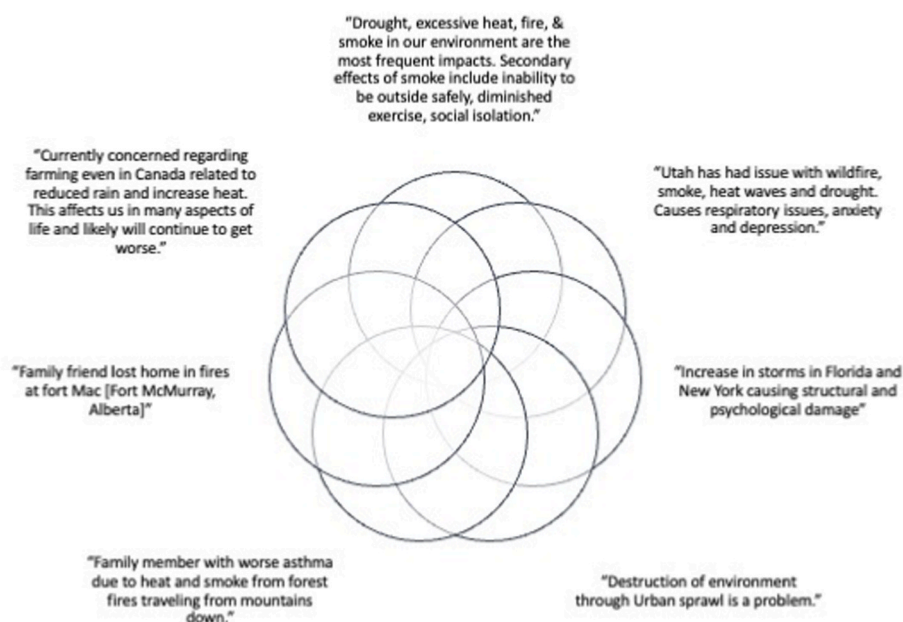 "Drought, excessive heat, fire, &
smoke in our environment are the
most frequent impacts. Secondary
effects of smoke include inability to
be outside safely, diminished
exercise, social isolation."
"Currently concerned regarding
farming even in Canada related to
reduced rain and increase heat.
This affects us in many aspects of
life and likely will continue to get
worse."
"Utah has had issue with wildfire,
smoke, heat waves and drought.
Causes respiratory issues, anxiety
and depression."
"Family friend lost home in fires
at fort Mac [Fort McMurray,
Alberta]"
"Increase in storms in Florida and
New York causing structural and
psychological damage"
"Family member with worse asthma
due to heat and smoke from forest
fires traveling from mountains
down."
"Destruction of environment
through Urban sprawl is a problem."